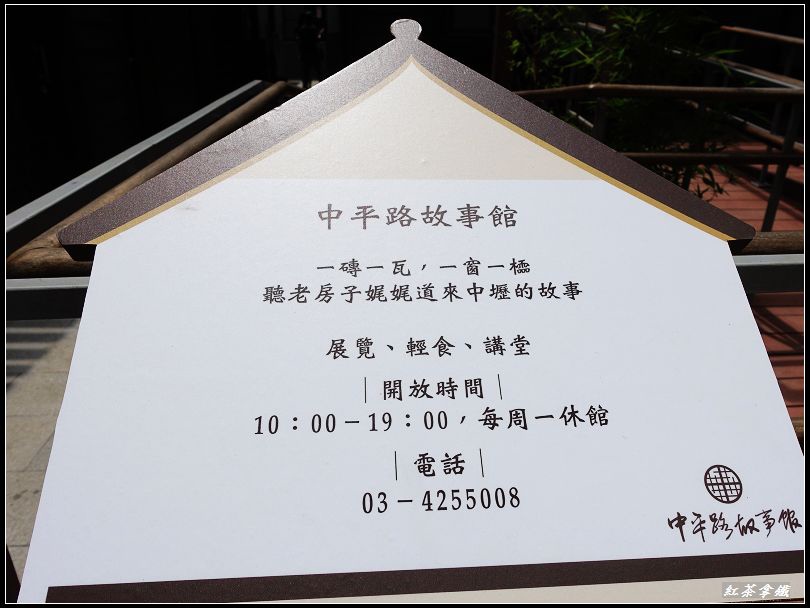 中平路故事館
一磚一瓦，一窗一櫺
聽老房子娓娓道來中壢的故事
展覽、輕食、講堂
｜開放時間｜
10：00－19：00，每周一休館
｜電話｜
03－4255008
中平路故事館
紅茶拿鐵